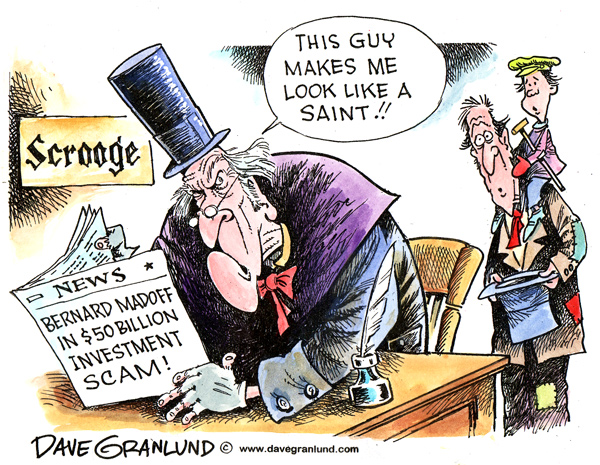 THIS GUY
MAKES ME
LOOK LIKE A
SAINT!!
Scrooge
NEWS
BERNARD MADOFF
IN $50 BILLION
INVESTMENT
SCAM!
DAVE GRANLUND © www.davegranlund.com